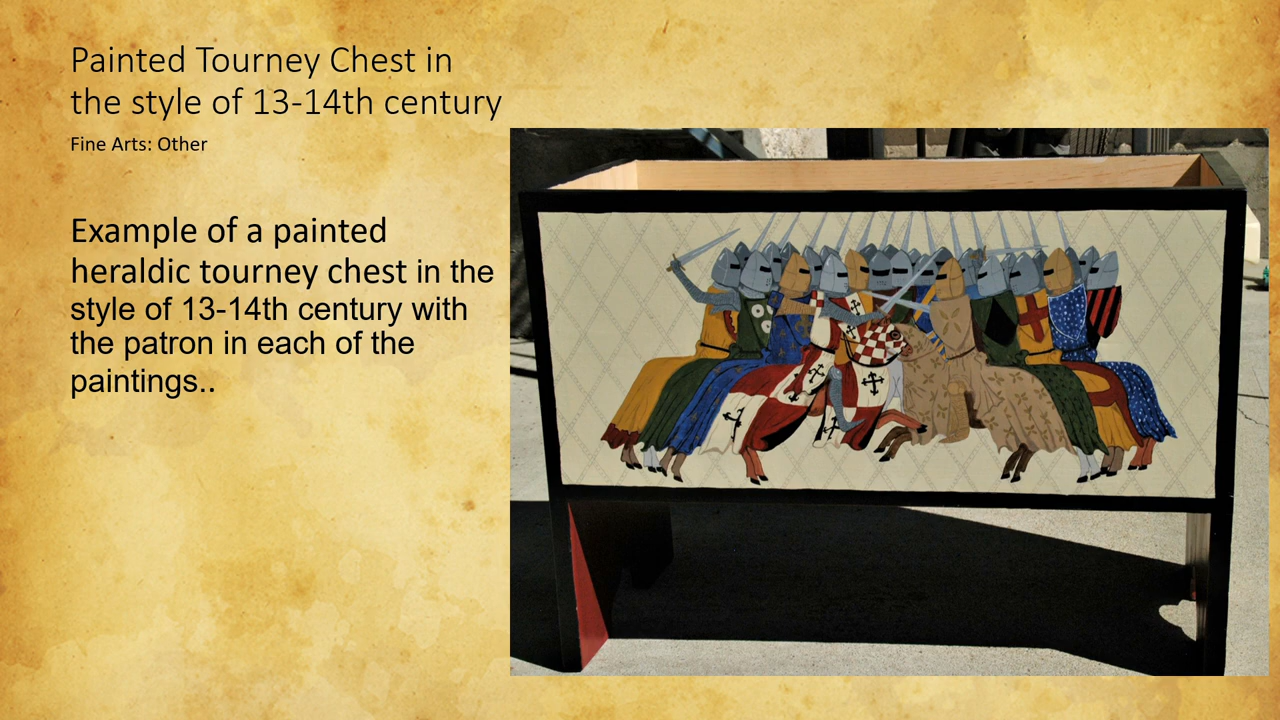 Painted Tourney Chest in
the style of 13-14th century
Fine Arts: Other
Example of a painted
heraldic tourney chest in the
style of 13-14th century with
the patron in each of the
paintings..